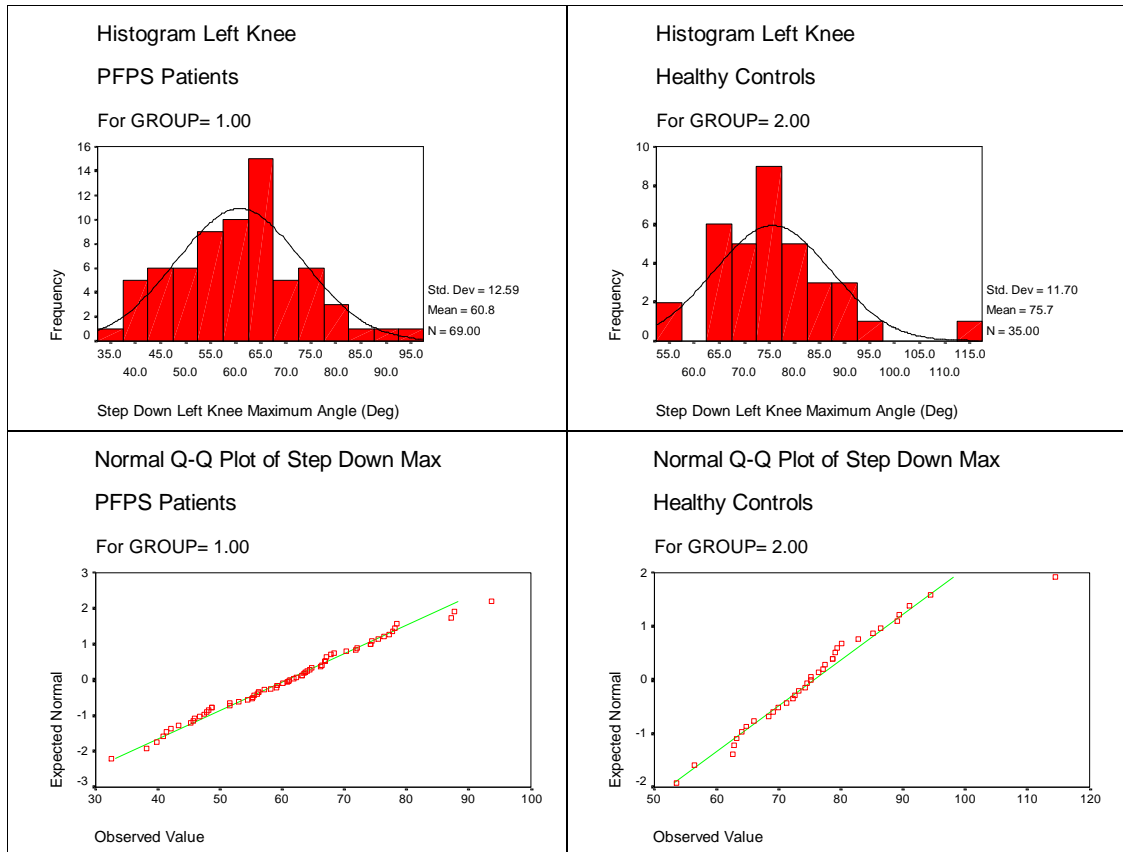 Histogram Left Knee
PFPS Patients
For GROUP= 1.00
16
14
12
10
8
6
4
2
0
Frequency
35.0 45.0 55.0 65.0 75.0 85.0 95.0
40.0 50.0 60.0 70.0 80.0 90.0
Std. Dev = 12.59
Mean = 60.8
N = 69.00
Step Down Left Knee Maximum Angle (Deg)
Histogram Left Knee
Healthy Controls
For GROUP= 2.00
10
8
6
4
2
0
Frequency
55.0 65.0 75.0 85.0 95.0 105.0 115.0
60.0 70.0 80.0 90.0 100.0 110.0
Std. Dev = 11.70
Mean = 75.7
N = 35.00
Step Down Left Knee Maximum Angle (Deg)
Normal Q-Q Plot of Step Down Max
PFPS Patients
For GROUP= 1.00
3
2
1
0
-1
-2
-3
Expected Normal
30 40 50 60 70 80 90 100
Observed Value
Normal Q-Q Plot of Step Down Max
Healthy Controls
For GROUP= 2.00
2
1
0
-1
-2
Expected Normal
50 60 70 80 90 100 110 120
Observed Value